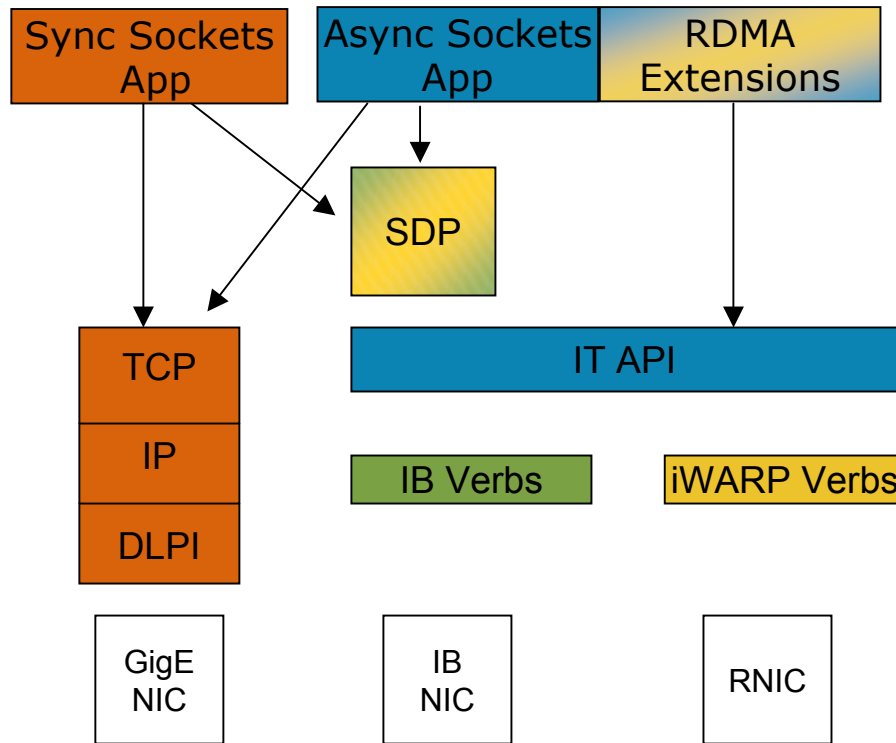 Sync Sockets
App
Async Sockets
App
RDMA
Extensions
SDP
TCP
IT API
IP
IB Verbs
iWARP Verbs
DLPI
GigE
NIC
IB
NIC
RNIC